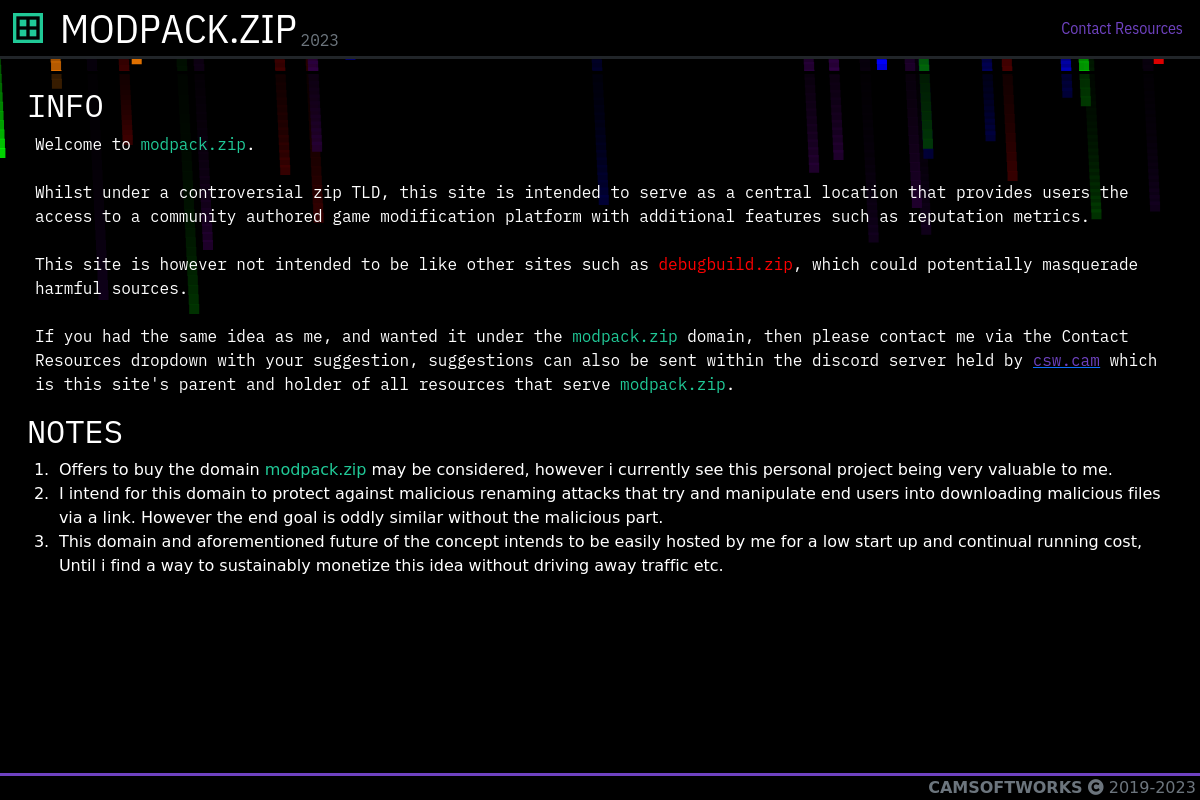 MODPACK.ZIP 2023
Contact Resources
INFO
Welcome to modpack.zip.
Whilst under a controversial zip TLD, this site is intended to serve as a central location that provides users the
access to a community authored game modification platform with additional features such as reputation metrics.
This site is however not intended to be like other sites such as debugbuild.zip, which could potentially masquerade
harmful sources.
If you had the same idea as me, and wanted it under the modpack.zip domain, then please contact me via the Contact
Resources dropdown with your suggestion, suggestions can also be sent within the discord server held by csw.cam which
is this site's parent and holder of all resources that serve modpack.zip.
NOTES
1. Offers to buy the domain modpack.zip may be considered, however i currently see this personal project being very valuable to me.
2. I intend for this domain to protect against malicious renaming attacks that try and manipulate end users into downloading malicious files
via a link. However the end goal is oddly similar without the malicious part.
3. This domain and aforementioned future of the concept intends to be easily hosted by me for a low start up and continual running cost,
Until i find a way to sustainably monetize this idea without driving away traffic etc.
CAMSOFTWORKS © 2019-2023